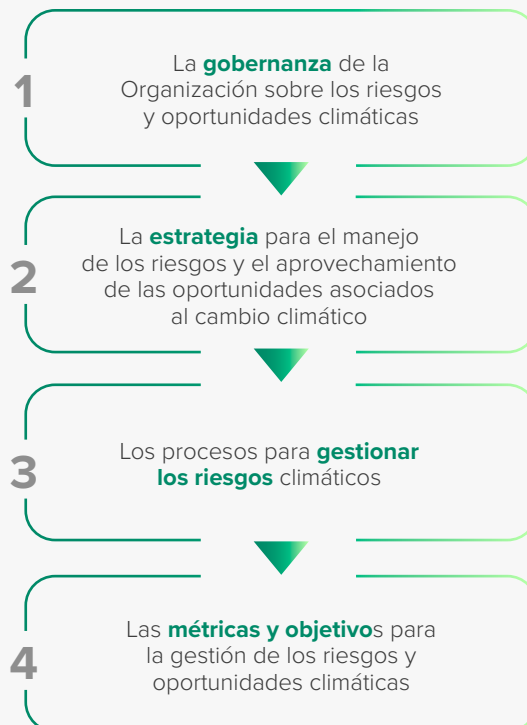 1
La gobernanza de la
Organización sobre los riesgos
y oportunidades climáticas
2
La estrategia para el manejo
de los riesgos y el aprovechamiento
de las oportunidades asociados
al cambio climático
3
Los procesos para gestionar
los riesgos climáticos
4
Las métricas y objetivos para
la gestión de los riesgos y
oportunidades climáticas